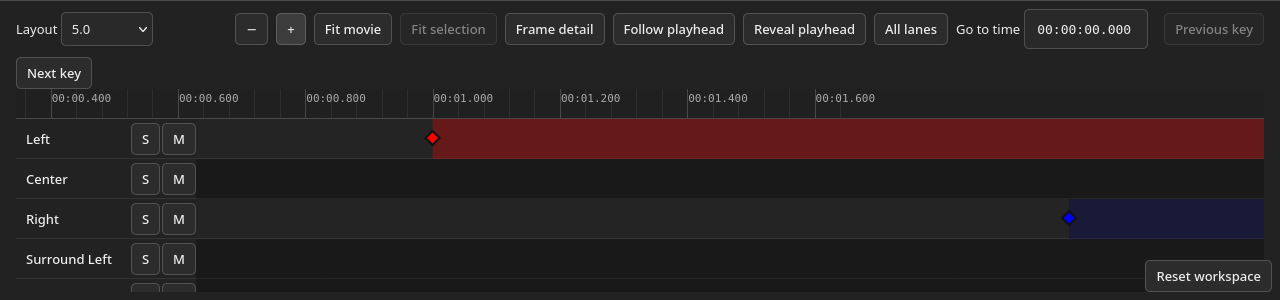 Layout 5.0 − + Fit movie Fit selection Frame detail Follow playhead Reveal playhead All lanes Go to time 00:00:00.000 Previous key
Next key
00:00.400 00:00.600 00:00.800 00:01.000 00:01.200 00:01.400 00:01.600
Left S M
Center S M
Right S M
Surround Left S M
Reset workspace